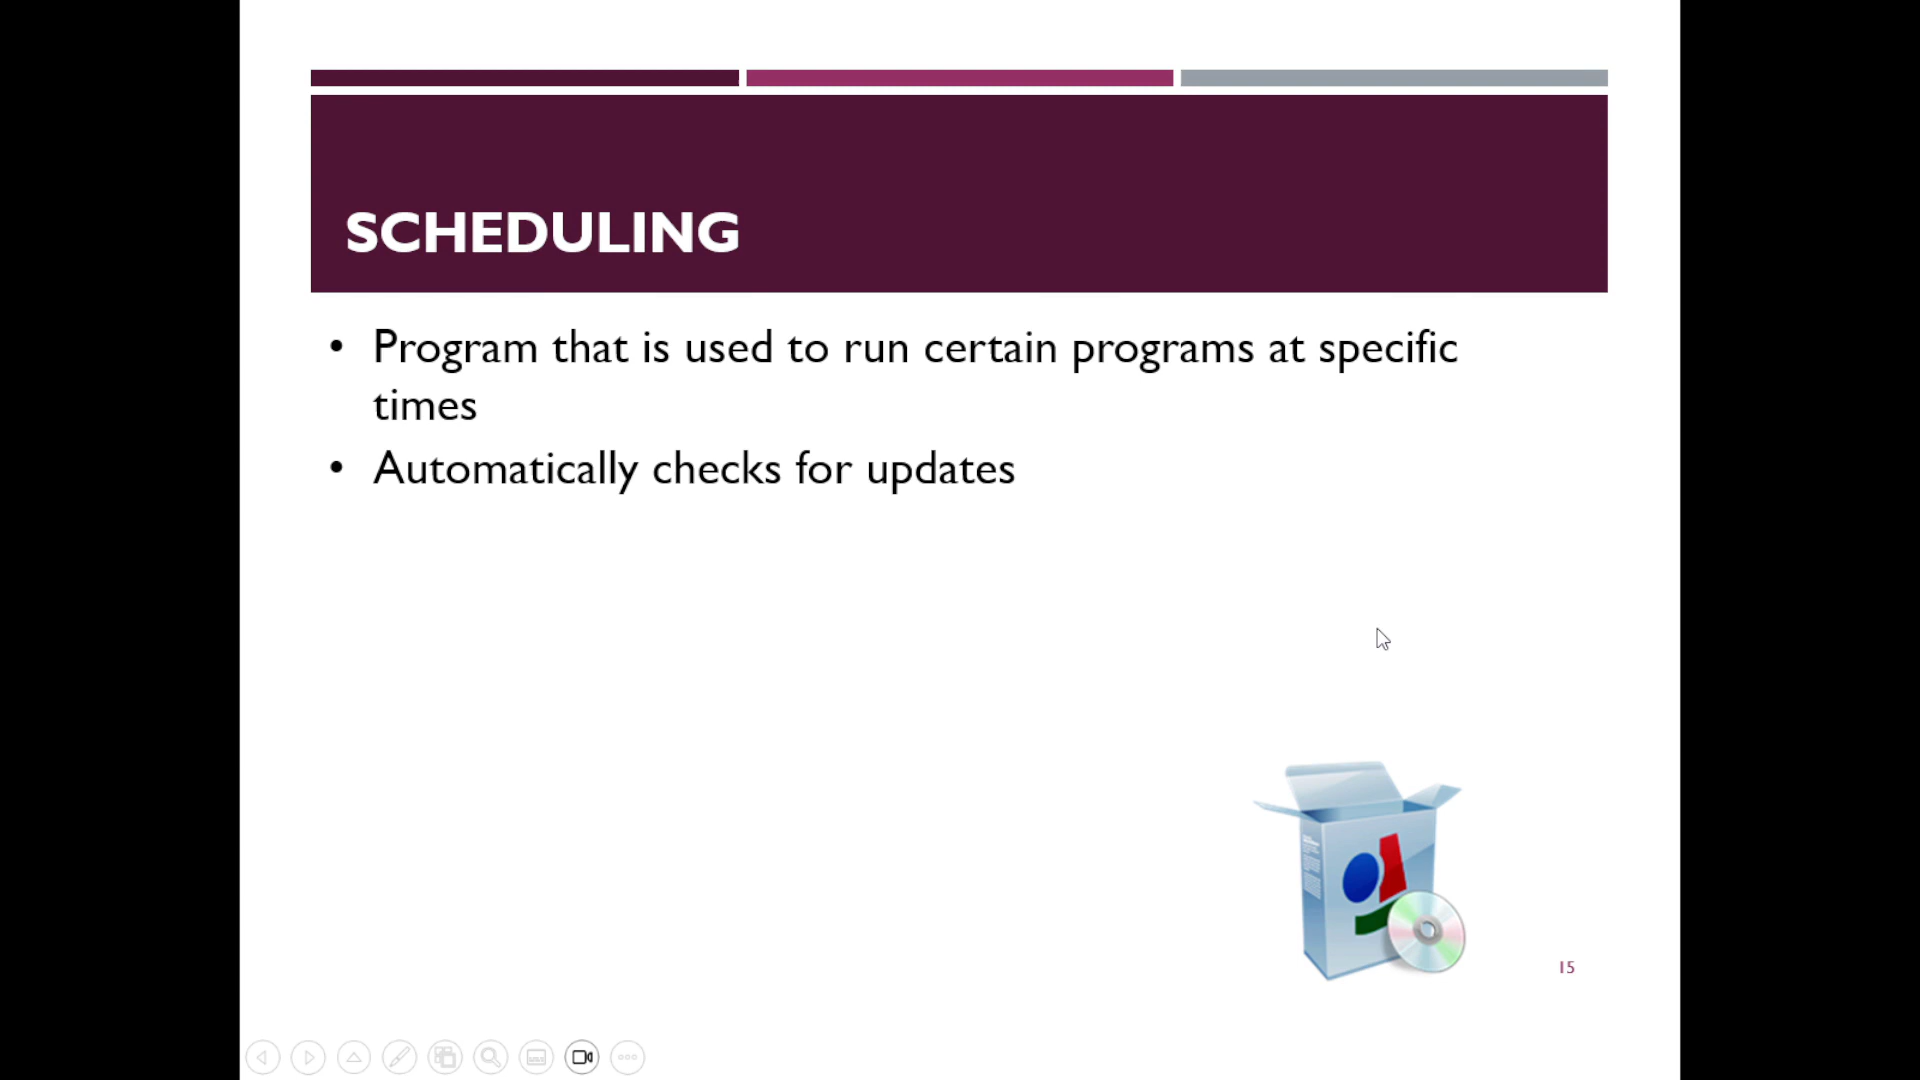 SCHEDULING
• Program that is used to run certain programs at specific
times
• Automatically checks for updates
15